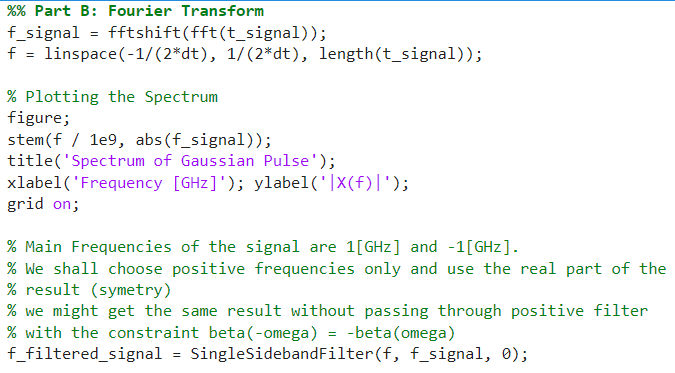 %% Part B: Fourier Transform
f_signal = fftshift(fft(t_signal));
f = linspace(-1/(2*dt), 1/(2*dt), length(t_signal));
% Plotting the Spectrum
figure;
stem(f / 1e9, abs(f_signal));
title('Spectrum of Gaussian Pulse');
xlabel('Frequency [GHz]'); ylabel('|X(f)|');
grid on;
% Main Frequencies of the signal are 1[GHz] and -1[GHz].
% We shall choose positive frequencies only and use the real part of the
% result (symetry)
% we might get the same result without passing through positive filter
% with the constraint beta(-omega) = -beta(omega)
f_filtered_signal = SingleSidebandFilter(f, f_signal, 0);